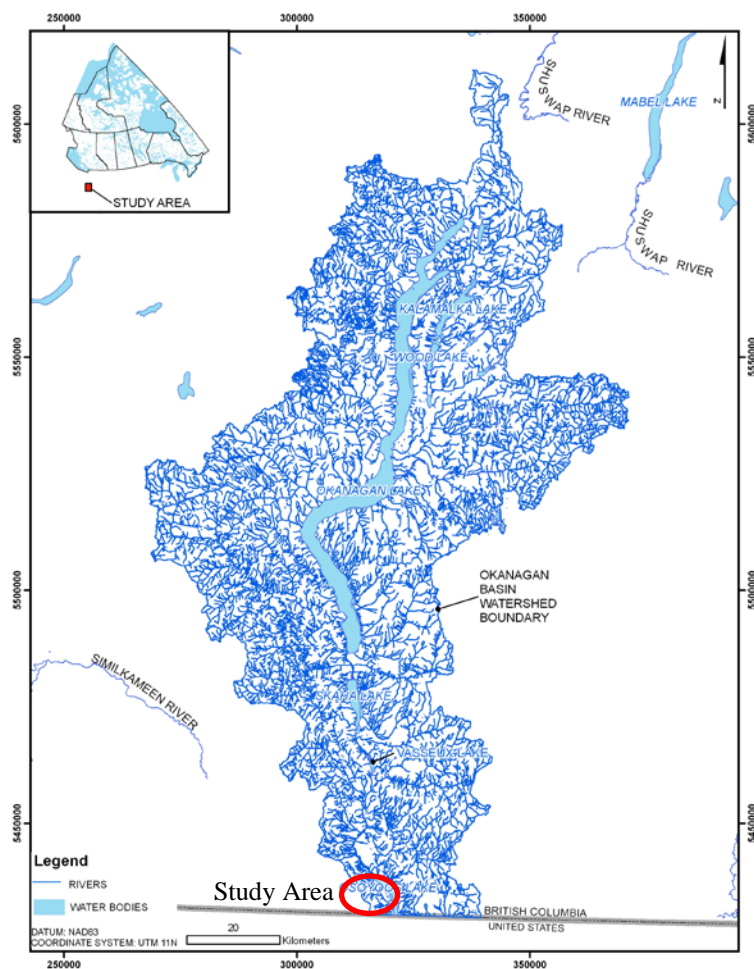 250000
300000
350000
STUDY AREA
SHUSWAP RIVER
MABEL LAKE
N
5600000
5600000
SHUSWAP RIVER
KALAMALKA LAKE
5550000
WOOD LAKE
5550000
OKANAGAN LAKE
5500000
OKANAGAN
BASIN
WATERSHED
BOUNDARY
5500000
SIMILKAMEEN RIVER
SKAHA LAKE
VASSEUX LAKE
5450000
5450000
Legend
RIVERS
WATER BODIES
Study Area
LAKE
BRITISH COLUMBIA
UNITED STATES
DATUM: NAD83
COORDINATE SYSTEM: UTM 11N
20
Kilometers
250000
300000
350000